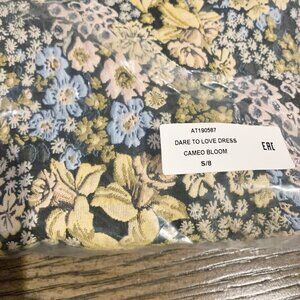 AT190587
DARE TO LOVE DRESS
CAMEO BLOOM
S/8
EAC